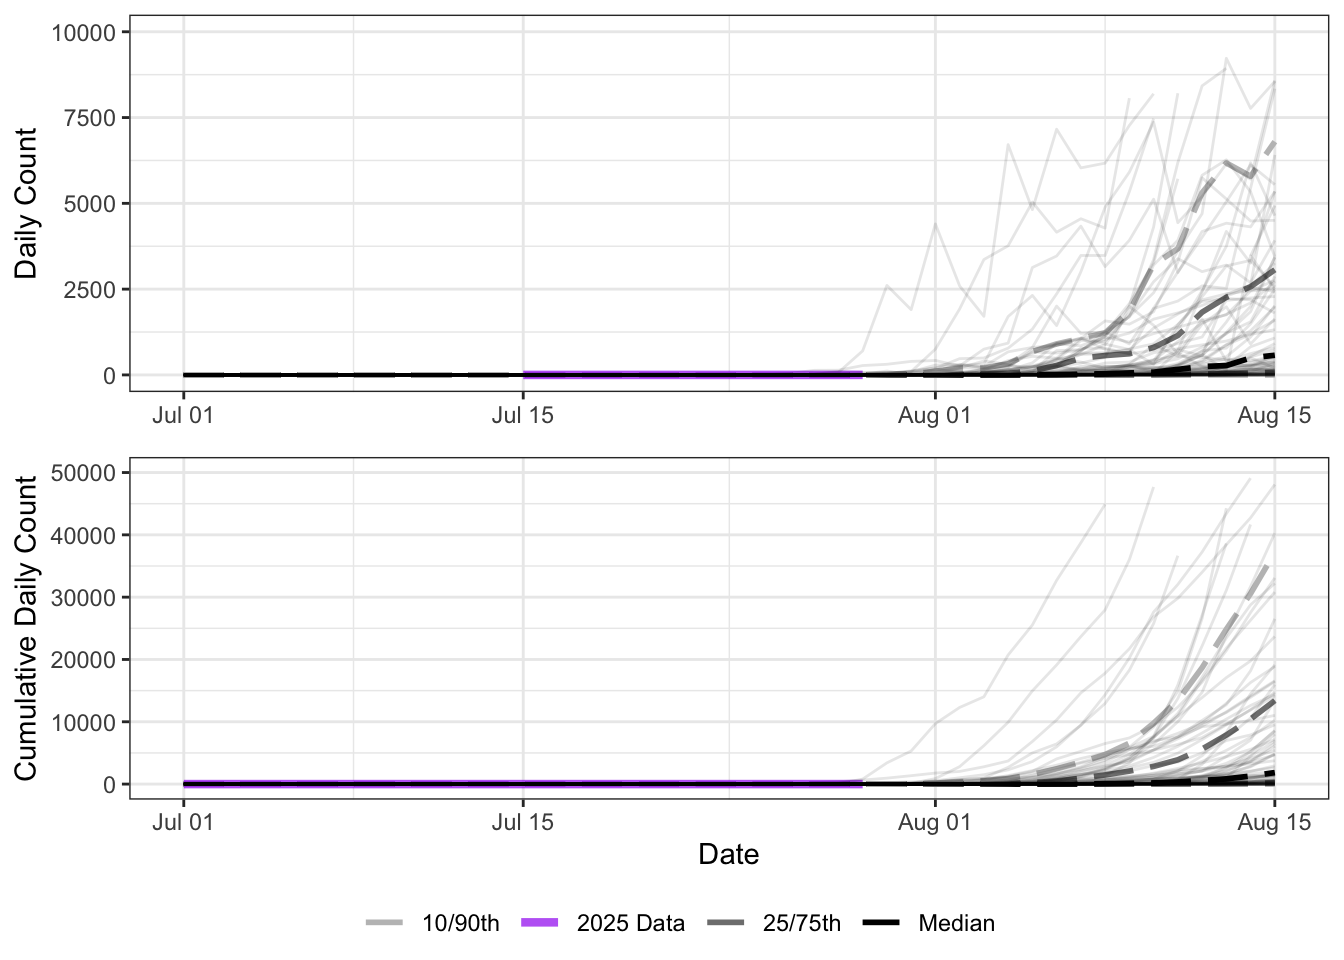 Daily Count
10000
7500
5000
2500
0
Jul 01 Jul 15 Aug 01 Aug 15
Cumulative Daily Count
50000
40000
30000
20000
10000
0
Jul 01 Jul 15 Aug 01 Aug 15
Date
10/90th 2025 Data 25/75th Median